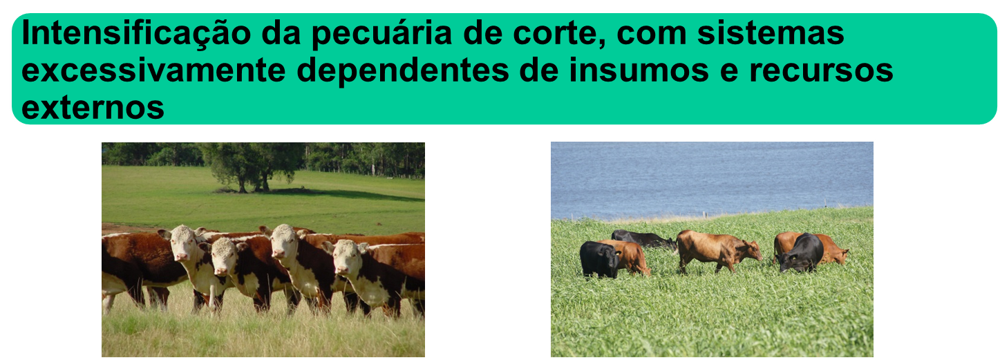 Intensificação da pecuária de corte, com sistemas
excessivamente dependentes de insumos e recursos
externos